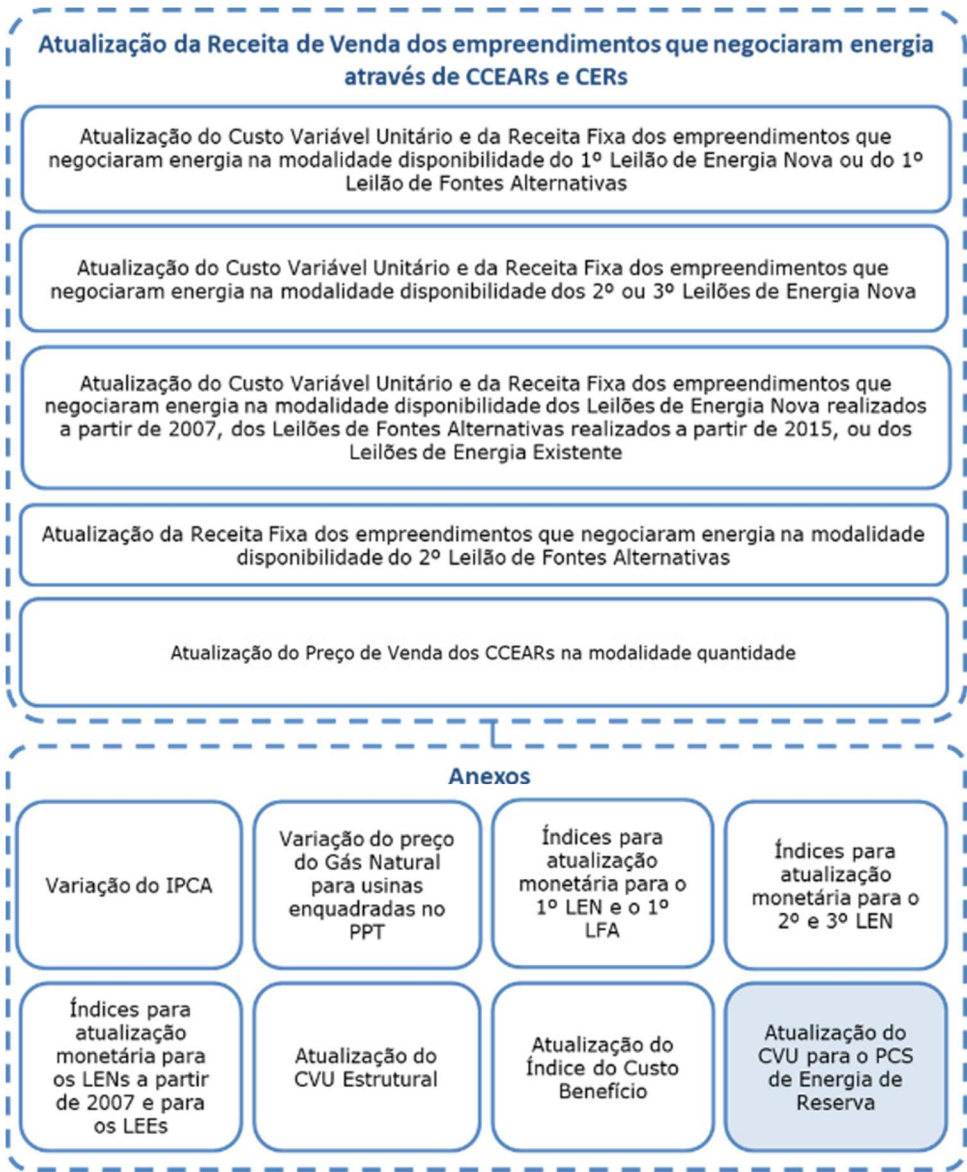 Atualização da Receita de Venda dos empreendimentos que negociaram energia
através de CCEARs e CERs
Atualização do Custo Variável Unitário e da Receita Fixa dos empreendimentos que
negociaram energia na modalidade disponibilidade do 1º Leilão de Energia Nova ou do 1º
Leilão de Fontes Alternativas
Atualização do Custo Variável Unitário e da Receita Fixa dos empreendimentos que
negociaram energia na modalidade disponibilidade dos 2º ou 3º Leilões de Energia Nova
Atualização do Custo Variável Unitário e da Receita Fixa dos empreendimentos que
negociaram energia na modalidade disponibilidade dos Leilões de Energia Nova realizados
a partir de 2007, dos Leilões de Fontes Alternativas realizados a partir de 2015, ou dos
Leilões de Energia Existente
Atualização da Receita Fixa dos empreendimentos que negociaram energia na modalidade
disponibilidade do 2º Leilão de Fontes Alternativas
Atualização do Preço de Venda dos CCEARs na modalidade quantidade
Anexos
Variação do IPCA
Variação do preço
do Gás Natural
para usinas
enquadradas no
PPT
Índices para
atualização
monetária para o
1º LEN e o 1º
LFA
Índices para
atualização
monetária para o
2º e 3º LEN
Índices para
atualização
monetária para
os LENs a partir
de 2007 e para
os LEEs
Atualização do
CVU Estrutural
Atualização do
Índice do Custo
Benefício
Atualização do
CVU para o PCS
de Energia de
Reserva